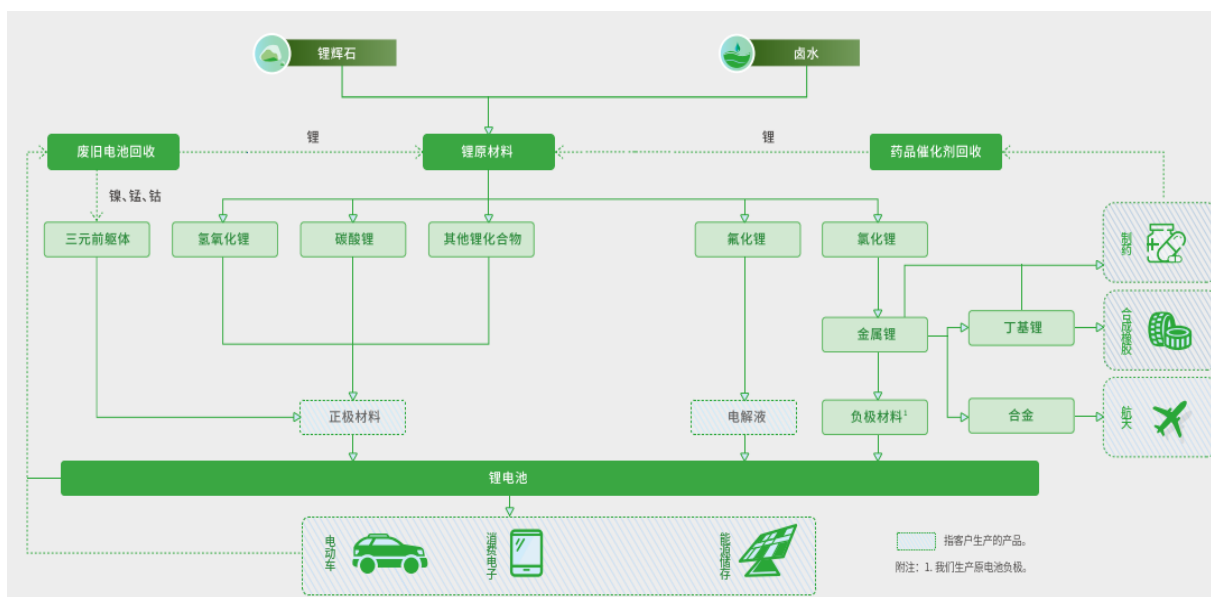 锂辉石
卤水
废旧电池回收
锂
锂原材料
锂
药品催化剂回收
镍、锰、钴
三元前躯体
氢氧化锂
碳酸锂
其他锂化合物
氟化锂
氯化锂
制药
金属锂
丁基锂
合成橡胶
正极材料
电解液
负极材料1
合金
航天
锂电池
电动车
消费电子
能源储存
指客户生产的产品。
附注：1. 我们生产原电池负极。